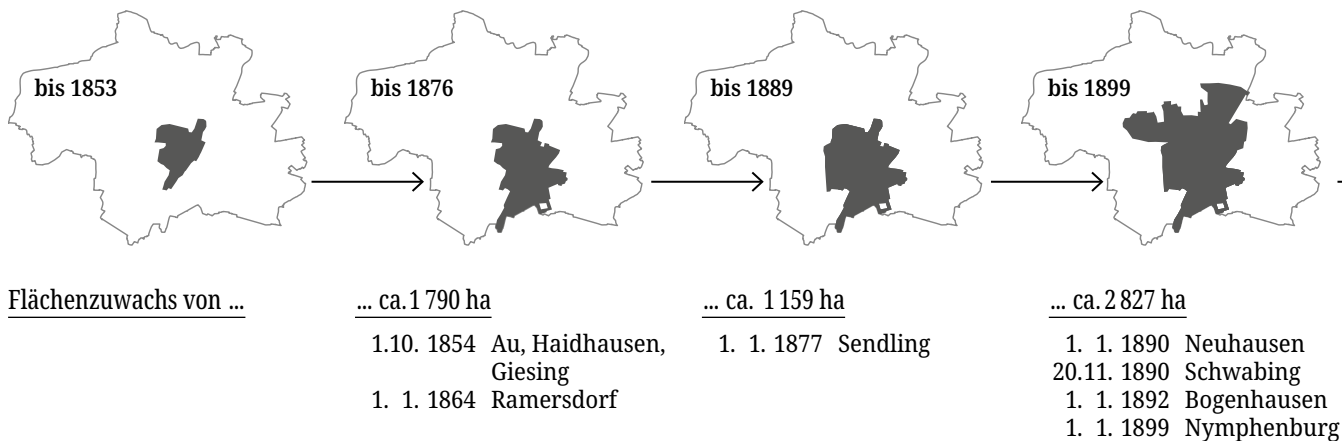 bis 1853
bis 1876
bis 1889
bis 1899
Flächenzuwachs von ...
... ca. 1 790 ha
1.10. 1854 Au, Haidhausen,
Giesing
1. 1. 1864 Ramersdorf
... ca. 1 159 ha
1. 1. 1877 Sendling
... ca. 2 827 ha
1. 1. 1890 Neuhausen
20.11. 1890 Schwabing
1. 1. 1892 Bogenhausen
1. 1. 1899 Nymphenburg